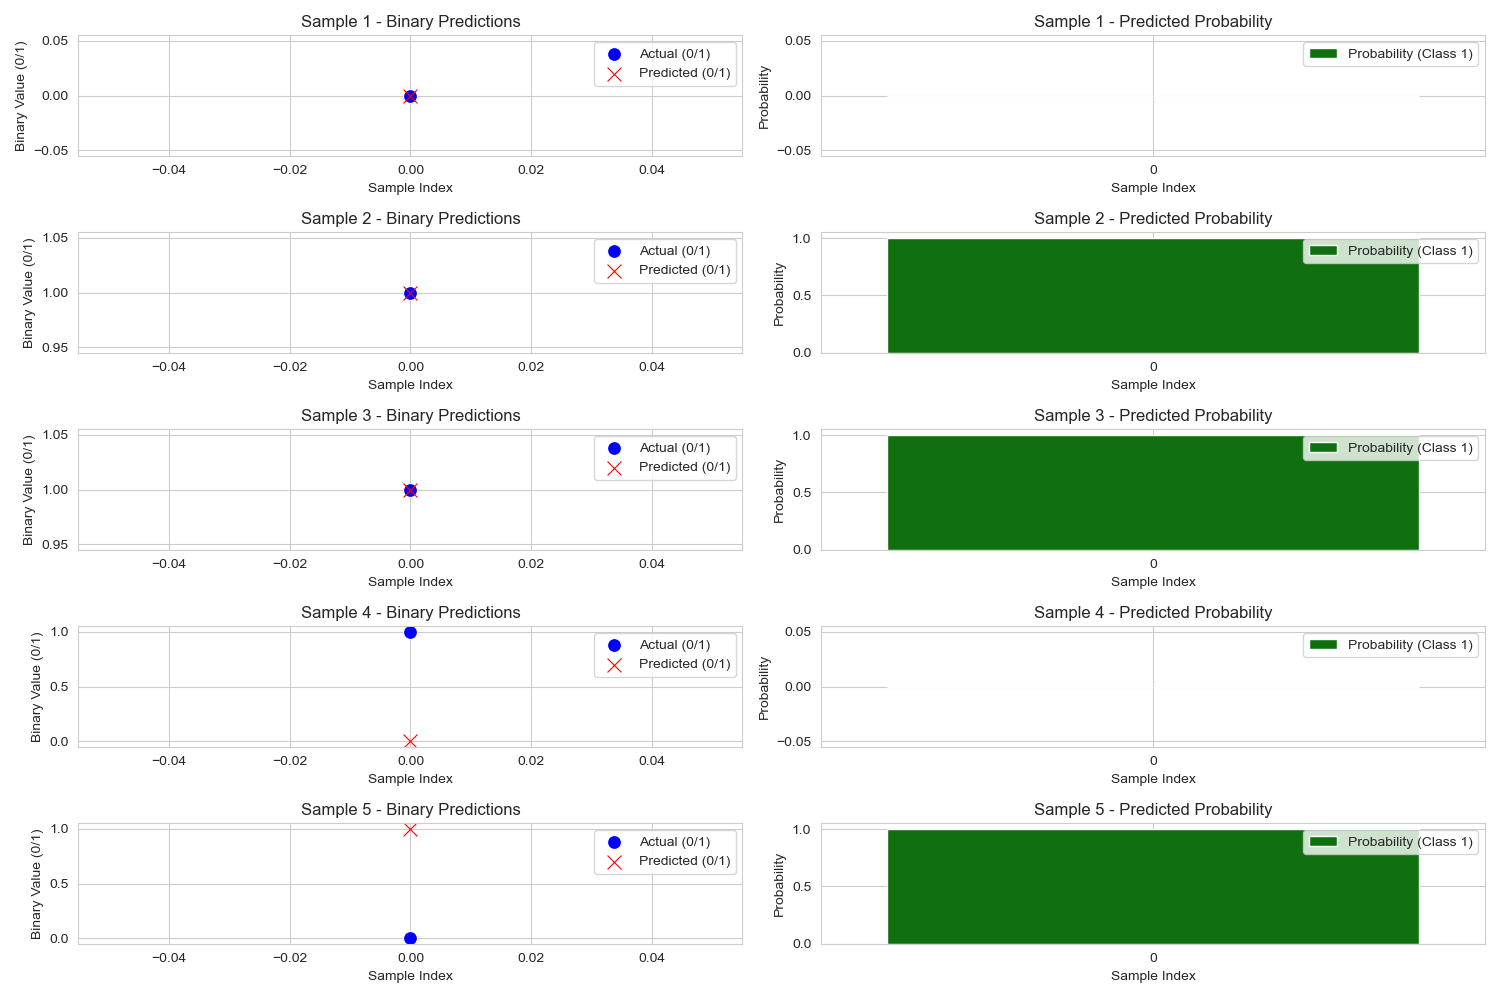 Sample 1 - Binary Predictions
Binary Value (0/1)
0.05
0.00
−0.05
Actual (0/1)
Predicted (0/1)
−0.04 −0.02 0.00 0.02 0.04
Sample Index
Sample 1 - Predicted Probability
Probability
0.05
0.00
−0.05
Probability (Class 1)
0
Sample Index
Sample 2 - Binary Predictions
Binary Value (0/1)
1.05
1.00
0.95
Actual (0/1)
Predicted (0/1)
−0.04 −0.02 0.00 0.02 0.04
Sample Index
Sample 2 - Predicted Probability
Probability
1.0
0.5
0.0
Probability (Class 1)
0
Sample Index
Sample 3 - Binary Predictions
Binary Value (0/1)
1.05
1.00
0.95
Actual (0/1)
Predicted (0/1)
−0.04 −0.02 0.00 0.02 0.04
Sample Index
Sample 3 - Predicted Probability
Probability
1.0
0.5
0.0
Probability (Class 1)
0
Sample Index
Sample 4 - Binary Predictions
Binary Value (0/1)
1.0
0.5
0.0
Actual (0/1)
Predicted (0/1)
−0.04 −0.02 0.00 0.02 0.04
Sample Index
Sample 4 - Predicted Probability
Probability
0.05
0.00
−0.05
Probability (Class 1)
0
Sample Index
Sample 5 - Binary Predictions
Binary Value (0/1)
1.0
0.5
0.0
Actual (0/1)
Predicted (0/1)
−0.04 −0.02 0.00 0.02 0.04
Sample Index
Sample 5 - Predicted Probability
Probability
1.0
0.5
0.0
Probability (Class 1)
0
Sample Index